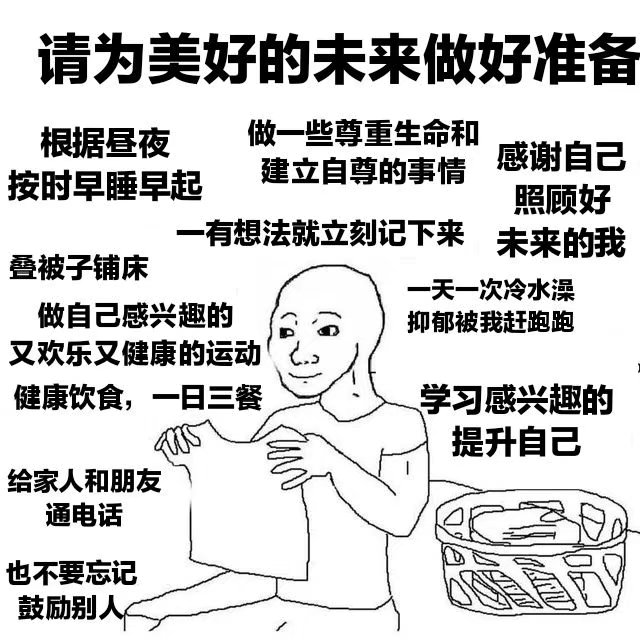 请为美好的未来做好准备
根据昼夜
按时早睡早起
做一些尊重生命和
建立自尊的事情
感谢自己
照顾好
未来的我
一有想法就立刻记下来
叠被子铺床
一天一次冷水澡
抑郁被我赶跑跑
做自己感兴趣的
又欢乐又健康的运动
健康饮食，一日三餐
学习感兴趣的
提升自己
给家人和朋友
通电话
也不要忘记
鼓励别人